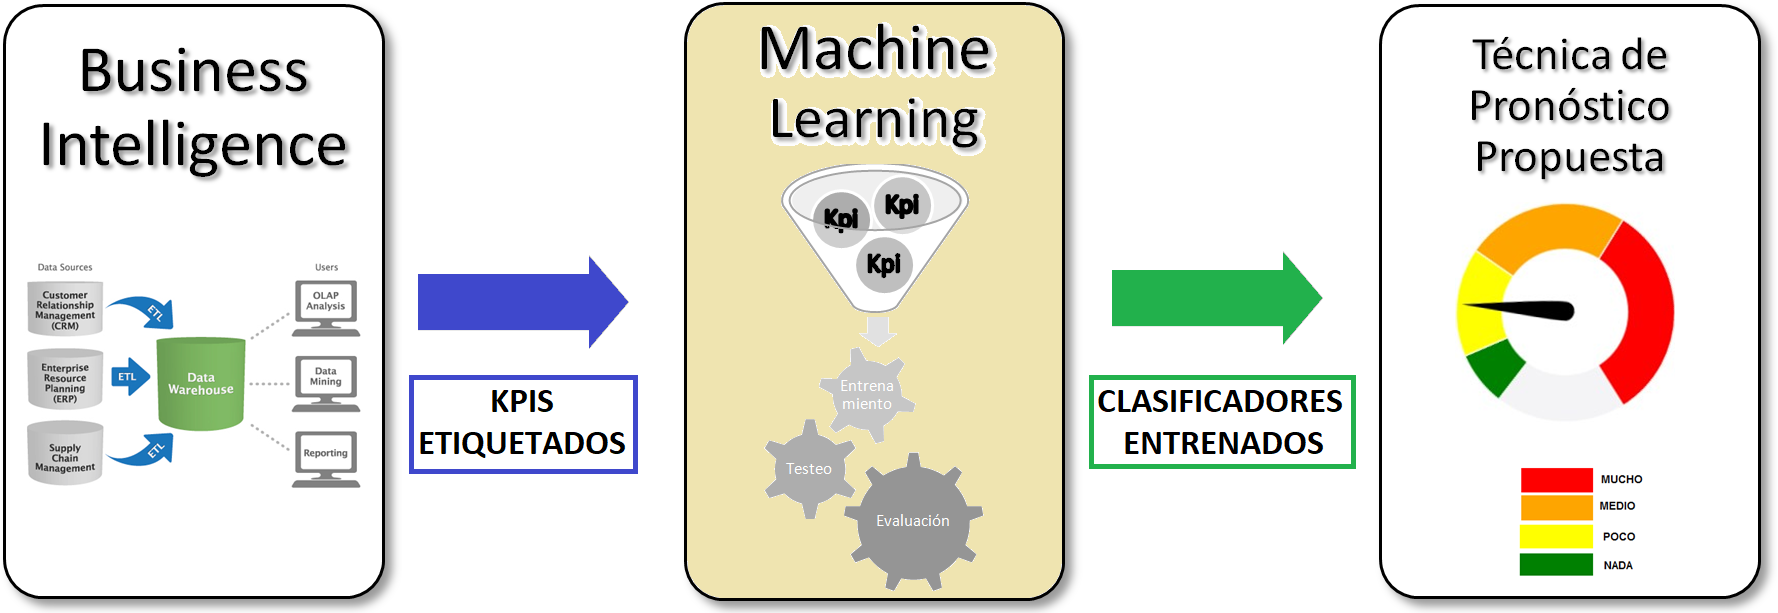 Business
Intelligence
Data Sources
Users
Customer
Relationship
Management
(CRM)
ETL
OLAP
Analysis
Enterprise
Resource
Planning
(ERP)
ETL
Data
Warehouse
Data
Mining
Supply
Chain
Management
ETL
Reporting
KPIS
ETIQUETADOS
Machine
Learning
Kpi
Kpi
Kpi
Entrena
miento
Testeo
Evaluación
CLASIFICADORES
ENTRENADOS
Técnica de
Pronóstico
Propuesta
MUCHO
MEDIO
POCO
NADA